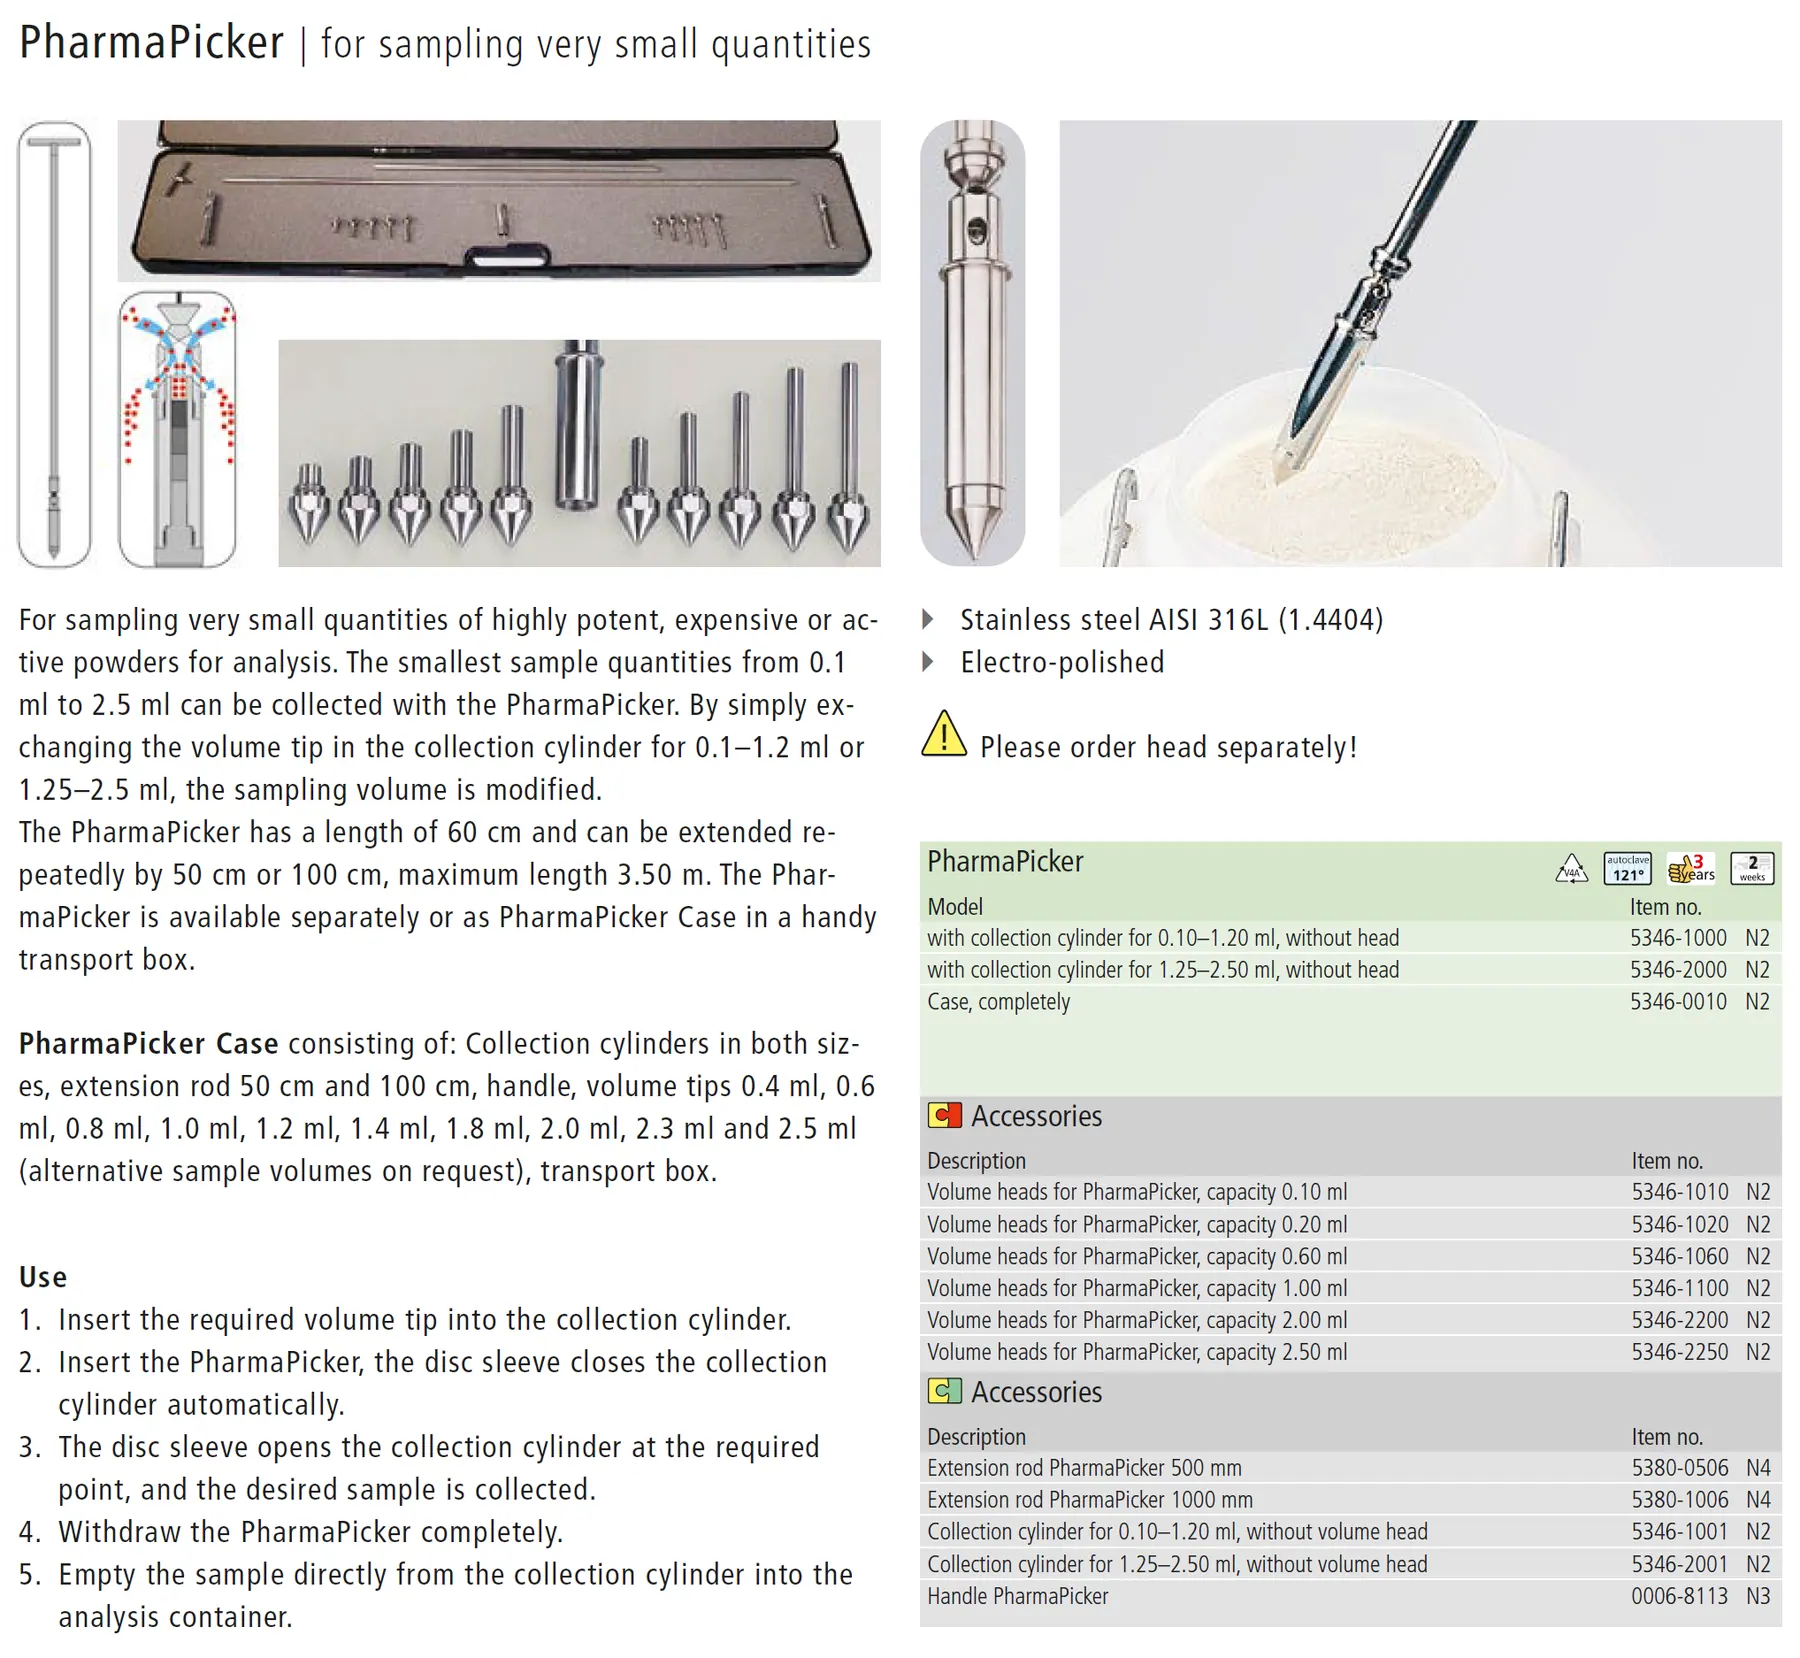 PharmaPicker | for sampling very small quantities
For sampling very small quantities of highly potent, expensive or ac-
tive powders for analysis. The smallest sample quantities from 0.1
ml to 2.5 ml can be collected with the PharmaPicker. By simply ex-
changing the volume tip in the collection cylinder for 0.1–1.2 ml or
1.25–2.5 ml, the sampling volume is modified.
The PharmaPicker has a length of 60 cm and can be extended re-
peatedly by 50 cm or 100 cm, maximum length 3.50 m. The Phar-
maPicker is available separately or as PharmaPicker Case in a handy
transport box.
PharmaPicker Case consisting of: Collection cylinders in both siz-
es, extension rod 50 cm and 100 cm, handle, volume tips 0.4 ml, 0.6
ml, 0.8 ml, 1.0 ml, 1.2 ml, 1.4 ml, 1.8 ml, 2.0 ml, 2.3 ml and 2.5 ml
(alternative sample volumes on request), transport box.
Use
1. Insert the required volume tip into the collection cylinder.
2. Insert the PharmaPicker, the disc sleeve closes the collection
cylinder automatically.
3. The disc sleeve opens the collection cylinder at the required
point, and the desired sample is collected.
4. Withdraw the PharmaPicker completely.
5. Empty the sample directly from the collection cylinder into the
analysis container.
Stainless steel AISI 316L (1.4404)
Electro-polished
! Please order head separately!
PharmaPicker
V4A
autoclave
121°
3
years
2
weeks
Model Item no.
with collection cylinder for 0.10–1.20 ml, without head 5346-1000 N2
with collection cylinder for 1.25–2.50 ml, without head 5346-2000 N2
Case, completely 5346-0010 N2
Accessories
Description Item no.
Volume heads for PharmaPicker, capacity 0.10 ml 5346-1010 N2
Volume heads for PharmaPicker, capacity 0.20 ml 5346-1020 N2
Volume heads for PharmaPicker, capacity 0.60 ml 5346-1060 N2
Volume heads for PharmaPicker, capacity 1.00 ml 5346-1100 N2
Volume heads for PharmaPicker, capacity 2.00 ml 5346-2200 N2
Volume heads for PharmaPicker, capacity 2.50 ml 5346-2250 N2
Accessories
Description Item no.
Extension rod PharmaPicker 500 mm 5380-0506 N4
Extension rod PharmaPicker 1000 mm 5380-1006 N4
Collection cylinder for 0.10–1.20 ml, without volume head 5346-1001 N2
Collection cylinder for 1.25–2.50 ml, without volume head 5346-2001 N2
Handle PharmaPicker 0006-8113 N3